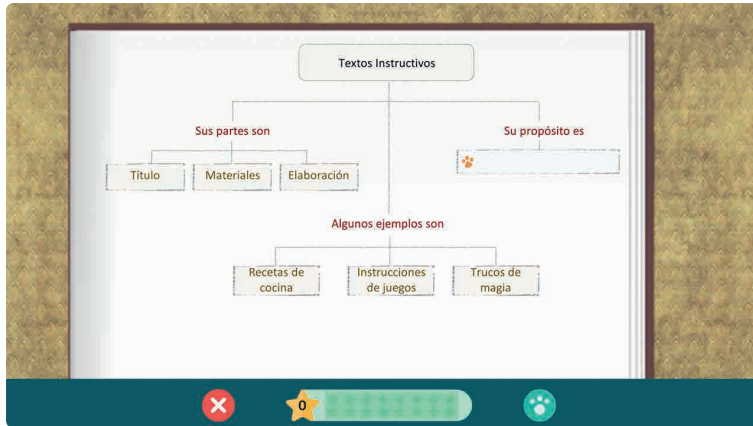 Textos Instructivos
Sus partes son
Su propósito es
Título
Materiales
Elaboración
Algunos ejemplos son
Recetas de
cocina
Instrucciones
de juegos
Trucos de
magia
0